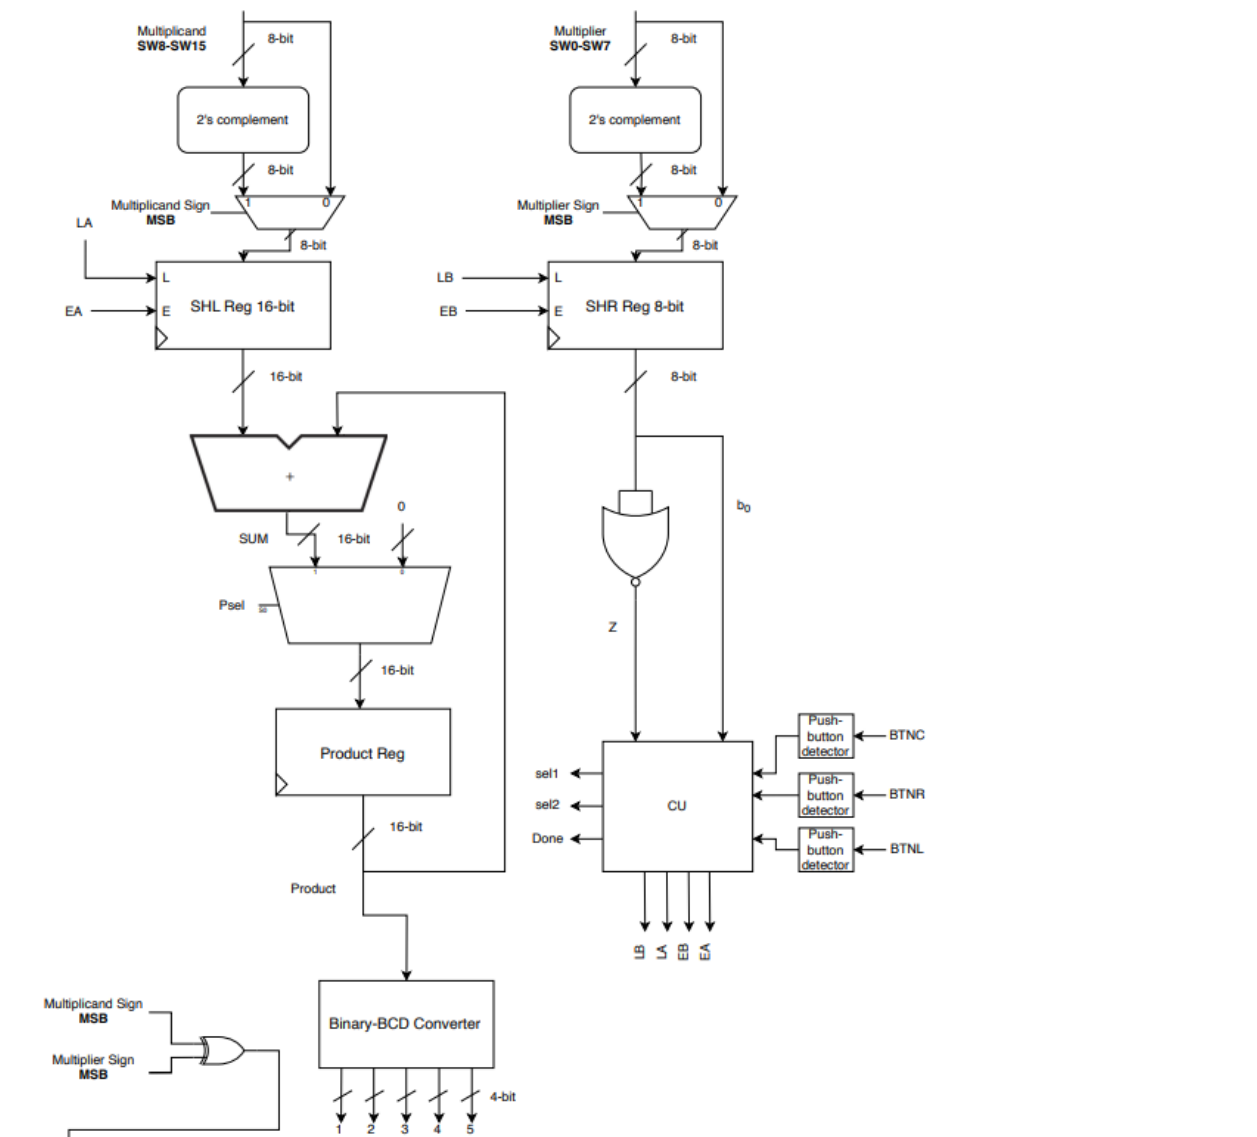 Multiplicand
SW8-SW15
8-bit
2's complement
8-bit
Multiplicand Sign
MSB
1
0
8-bit
LA
L
EA
E
SHL Reg 16-bit
16-bit
+
SUM
16-bit
0
1
Psel
16-bit
Product Reg
16-bit
Product
Binary-BCD Converter
4-bit
1
2
3
4
5
Multiplicand Sign
MSB
Multiplier Sign
MSB
Multiplier
SW0-SW7
8-bit
2's complement
8-bit
Multiplier Sign
MSB
1
0
8-bit
LB
L
EB
E
SHR Reg 8-bit
8-bit
b0
Z
CU
sel1
sel2
Done
LB
LA
EB
EA
Push-
button
detector
BTNC
Push-
button
detector
BTNR
Push-
button
detector
BTNL